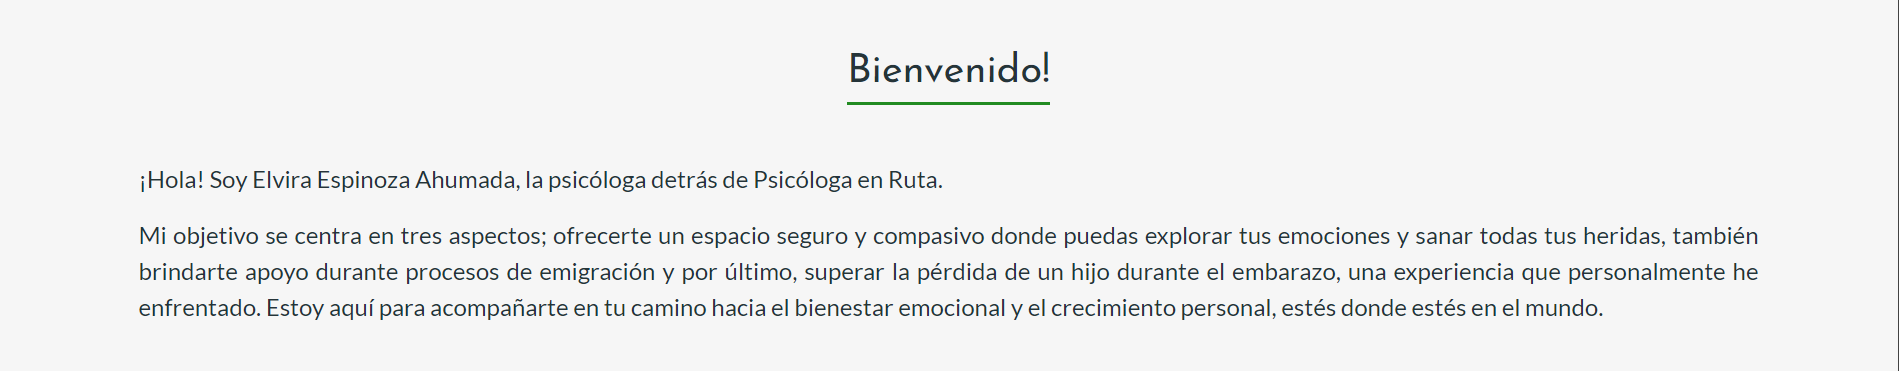 Bienvenido!
¡Hola! Soy Elvira Espinoza Ahumada, la psicóloga detrás de Psicóloga en Ruta.
Mi objetivo se centra en tres aspectos; ofrecerte un espacio seguro y compasivo donde puedas explorar tus emociones y sanar todas tus heridas, también
brindarte apoyo durante procesos de emigración y por último, superar la pérdida de un hijo durante el embarazo, una experiencia que personalmente he
enfrentado. Estoy aquí para acompañarte en tu camino hacia el bienestar emocional y el crecimiento personal, estés donde estés en el mundo.